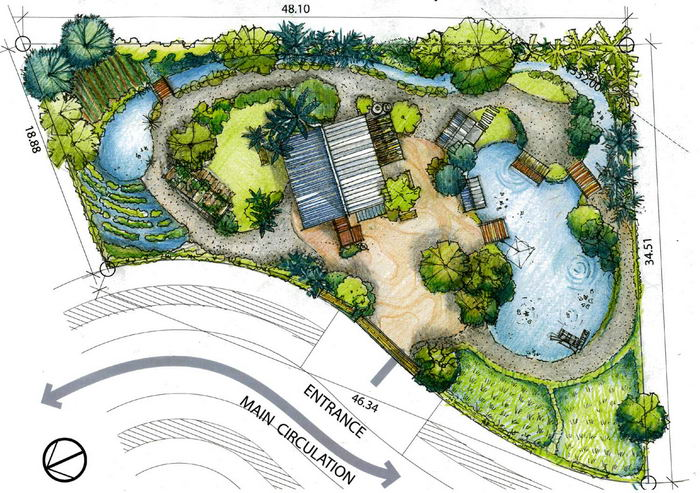 48.10
18.88
34.51
ENTRANCE
46.34
MAIN CIRCULATION